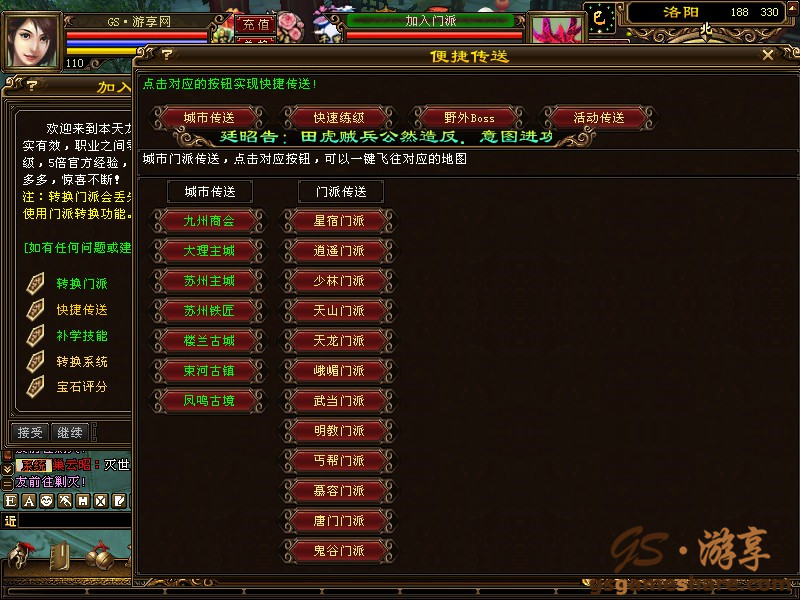 GS·游享网
充值
加入门派
洛阳
188 330
北
110
?
便捷传送
×
点击对应的按钮实现快捷传送!
城市传送
快速练级
野外Boss
活动传送
廷昭告：田虎贼兵公然造反，意图进攻
城市门派传送，点击对应按钮，可以一键飞往对应的地图
城市传送
门派传送
九州商会
大理主城
苏州主城
苏州铁匠
楼兰古城
束河古镇
凤鸣古境
星宿门派
逍遥门派
少林门派
天山门派
天龙门派
峨嵋门派
武当门派
明教门派
丐帮门派
慕容门派
唐门门派
鬼谷门派
?
加入
欢迎来到本天龙
实有效，职业之间
级，5倍官方经验，
多多，惊喜不断!
注：转换门派会丢失
使用门派转换功能。
[如有任何问题或建
转换门派
快捷传送
补学技能
转换系统
宝石评分
接受
继续
系统
灭世
友前往剿灭!
近
GS·游享